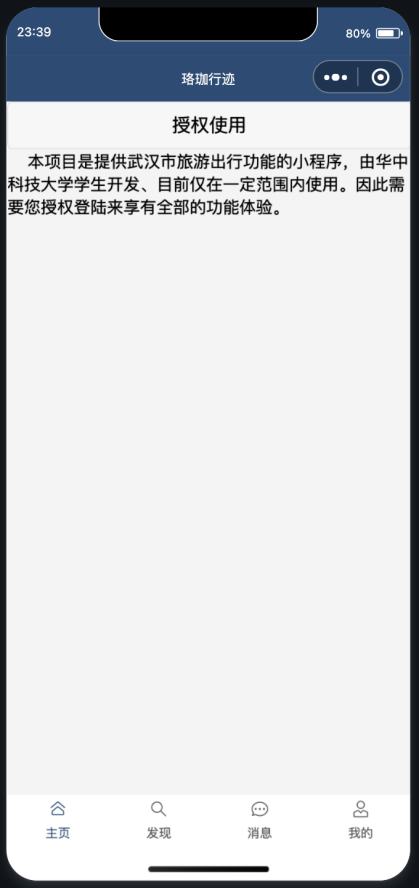 23:39
80%
珞珈行迹
授权使用
本项目是提供武汉市旅游出行功能的小程序，由华中
科技大学学生开发、目前仅在一定范围内使用。因此需
要您授权登陆来享有全部的功能体验。
主页
发现
消息
我的